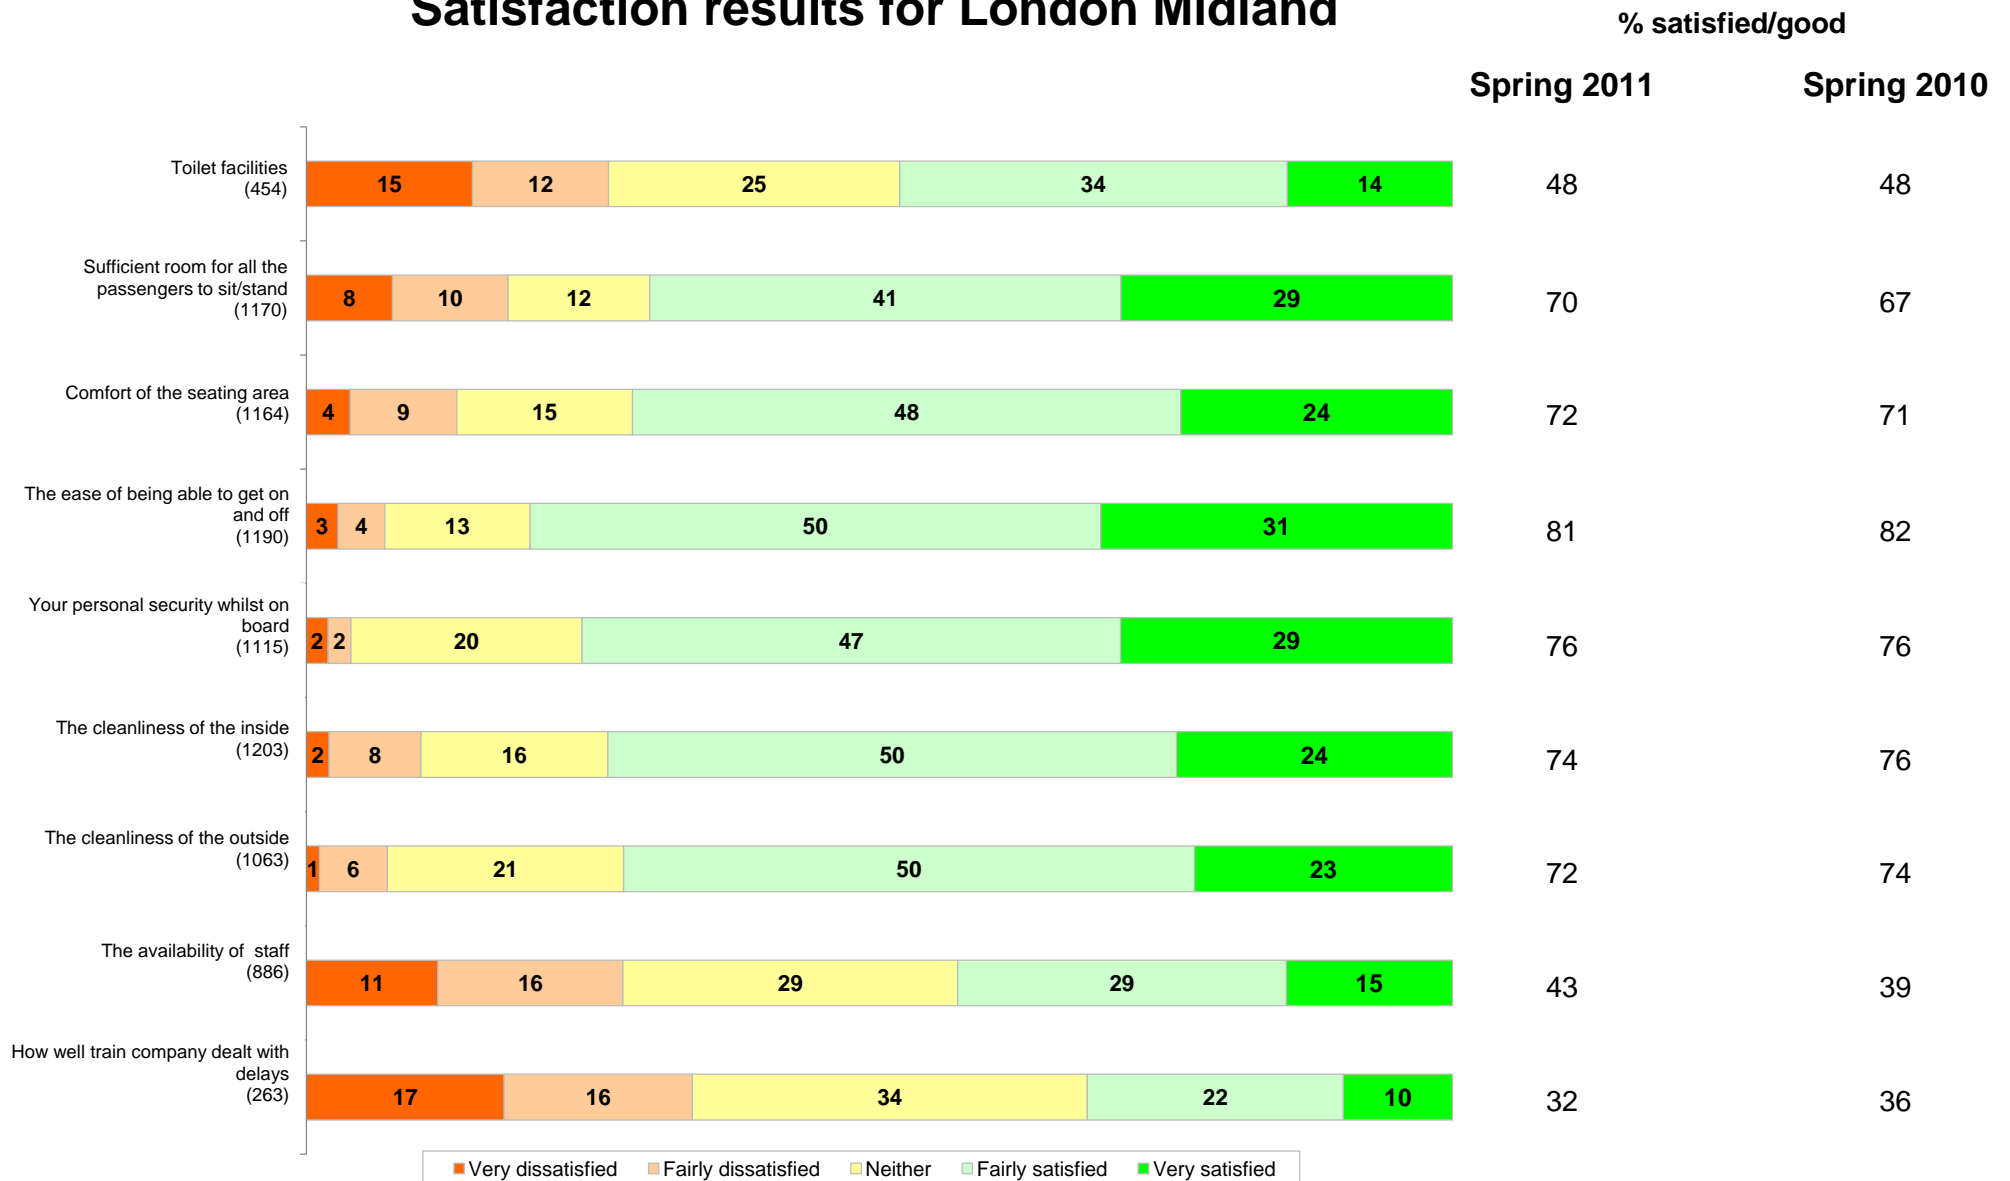 Satisfaction results for London Midland
% satisfied/good
Spring 2011 Spring 2010
Toilet facilities
(454)
15 12 25 34 14 48 48
Sufficient room for all the
passengers to sit/stand
(1170)
8 10 12 41 29 70 67
Comfort of the seating area
(1164)
4 9 15 48 24 72 71
The ease of being able to get on
and off
(1190)
3 4 13 50 31 81 82
Your personal security whilst on
board
(1115)
2 2 20 47 29 76 76
The cleanliness of the inside
(1203)
2 8 16 50 24 74 76
The cleanliness of the outside
(1063)
1 6 21 50 23 72 74
The availability of  staff
(886)
11 16 29 29 15 43 39
How well train company dealt with
delays
(263)
17 16 34 22 10 32 36
Very dissatisfied Fairly dissatisfied Neither Fairly satisfied Very satisfied